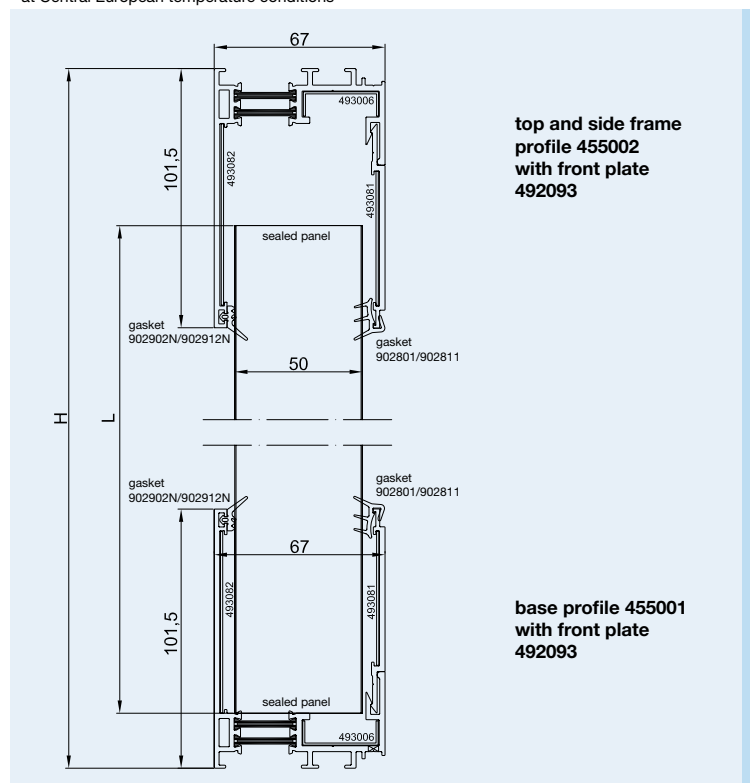 at Central European temperature conditions
67
493006
top and side frame
profile 455002
with front plate
492093
101,5
493082
493081
sealed panel
gasket
902902N/902912N
gasket
902801/902811
50
H
L
gasket
902902N/902912N
gasket
902801/902811
67
493082
493081
101,5
base profile 455001
with front plate
492093
sealed panel
493006